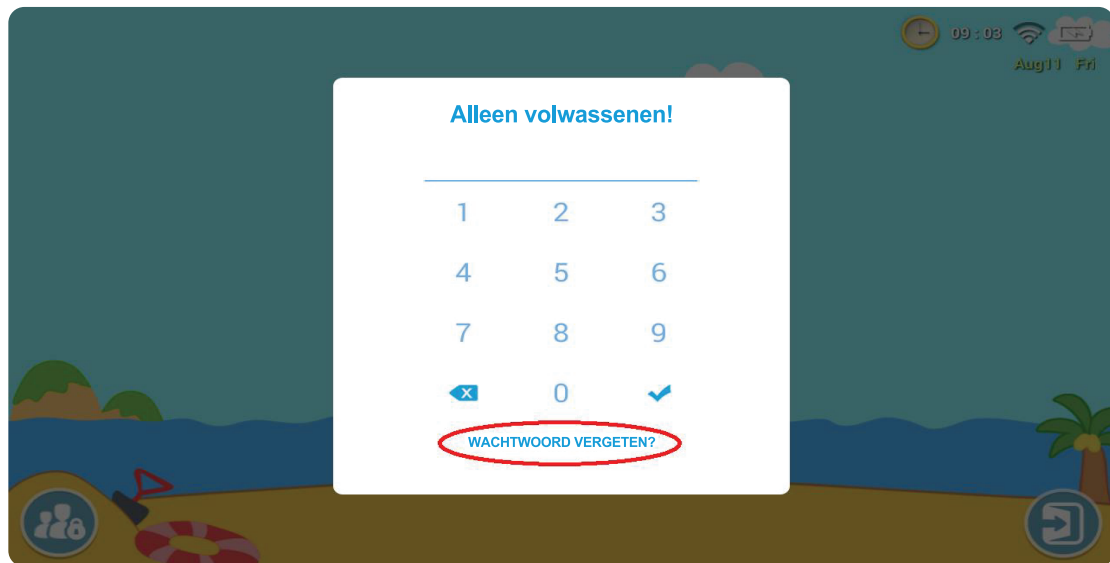 09 : 03
Aug11 Fri
Alleen volwassenen!
1 2 3
4 5 6
7 8 9
0
WACHTWOORD VERGETEN?